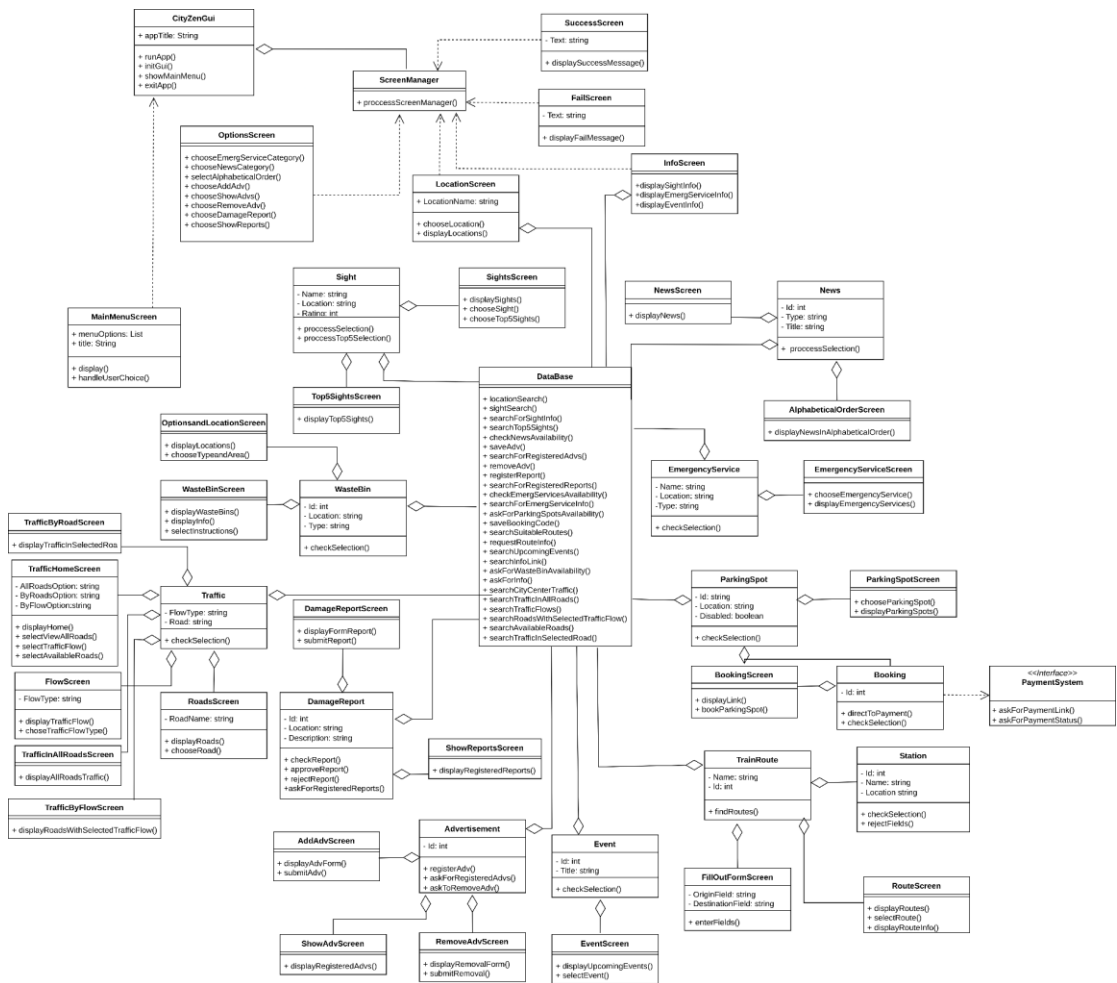 CityZenGui
+ appTitle: String
+ runApp()
+ initGui()
+ showMainMenu()
+ exitApp()
SuccessScreen
- Text: string
+ displaySuccessMessage()
ScreenManager
+ proccessScreenManager()
FailScreen
- Text: string
+ displayFailMessage()
OptionsScreen
+ chooseEmergServiceCategory()
+ chooseNewsCategory()
+ selectAlphabeticalOrder()
+ chooseAddAdv()
+ chooseShowAdvs()
+ chooseRemoveAdv()
+ chooseDamageReport()
+ chooseShowReports()
LocationScreen
+ LocationName: string
+ chooseLocation()
+ displayLocations()
InfoScreen
+displaySightInfo()
+displayEmergServiceInfo()
+displayEventInfo()
MainMenuScreen
+ menuOptions: List
+ title: String
+ display()
+ handleUserChoice()
Sight
- Name: string
- Location: string
- Rating: int
+ proccessSelection()
+ proccessTop5Selection()
SightsScreen
+ displaySights()
+ chooseSight()
+ chooseTop5Sights()
NewsScreen
+ displayNews()
News
- Id: int
- Type: string
- Title: string
+ proccessSelection()
Top5SightsScreen
+ displayTop5Sights()
AlphabeticalOrderScreen
+ displayNewsInAlphabeticalOrder()
DataBase
+ locationSearch()
+ sightSearch()
+ searchForSightInfo()
+ searchTop5Sights()
+ checkNewsAvailability()
+ saveAdv()
+ searchForRegisteredAdvs()
+ removeAdv()
+ registerReport()
+ searchForRegisteredReports()
+ checkEmergServicesAvailability()
+ searchForEmergServiceInfo()
+ askForParkingSpotsAvailability()
+ saveBookingCode()
+ searchSuitableRoutes()
+ requestRouteInfo()
+ searchUpcomingEvents()
+ searchInfoLink()
+ askForWasteBinAvailability()
+ askForInfo()
+ searchCityCenterTraffic()
+ searchTrafficInAllRoads()
+ searchTrafficFlows()
+ searchRoadsWithSelectedTrafficFlow()
+ searchAvailableRoads()
+ searchTrafficInSelectedRoad()
OptionsandLocationScreen
+ displayLocations()
+ chooseTypeandArea()
WasteBinScreen
+ displayWasteBins()
+ displayInfo()
+ selectInstructions()
WasteBin
- Id: int
- Location: string
- Type: string
+ checkSelection()
EmergencyService
- Name: string
- Location: string
-Type: string
+ checkSelection()
EmergencyServiceScreen
+ chooseEmergencyService()
+ displayEmergencyServices()
TrafficByRoadScreen
+ displayTrafficInSelectedRoa
TrafficHomeScreen
- AllRoadsOption: string
- ByRoadsOption: string
- ByFlowOption:string
+ displayHome()
+ selectViewAllRoads()
+ selectTrafficFlow()
+ selectAvailableRoads()
Traffic
- FlowType: string
- Road: string
+ checkSelection()
DamageReportScreen
+ displayFormReport()
+ submitReport()
ParkingSpot
- Id: string
- Location: string
- Disabled: boolean
+ checkSelection()
ParkingSpotScreen
+ chooseParkingSpot()
+ displayParkingSpots()
FlowScreen
- FlowType: string
+ displayTrafficFlow()
+ choseTrafficFlowType()
RoadsScreen
- RoadName: string
+ displayRoads()
+ chooseRoad()
DamageReport
- Id: int
- Location: string
- Description: string
+ checkReport()
+ approveReport()
+ rejectReport()
+askForRegisteredReports()
BookingScreen
+ displayLink()
+ bookParkingSpot()
Booking
- Id: int
+ directToPayment()
+ checkSelection()
<<Interface>>
PaymentSystem
+ askForPaymentLink()
+ askForPaymentStatus()
TrafficInAllRoadsScreen
+ displayAllRoadsTraffic()
ShowReportsScreen
+ displayRegisteredReports()
TrainRoute
- Name: string
- Id: int
+ findRoutes()
Station
- Id: int
- Name: string
- Location string
+ checkSelection()
+ rejectFields()
TrafficByFlowScreen
+ displayRoadsWithSelectedTrafficFlow()
AddAdvScreen
+ displayAdvForm()
+ submitAdv()
Advertisement
- Id: int
+ registerAdv()
+ askForRegisteredAdvs()
+ askToRemoveAdv()
Event
- Id: int
- Title: string
+ checkSelection()
FillOutFormScreen
- OriginField: string
- DestinationField: string
+ enterFields()
RouteScreen
+ displayRoutes()
+ selectRoute()
+ displayRouteInfo()
ShowAdvScreen
+ displayRegisteredAdvs()
RemoveAdvScreen
+ displayRemovalForm()
+ submitRemoval()
EventScreen
+ displayUpcomingEvents()
+ selectEvent()